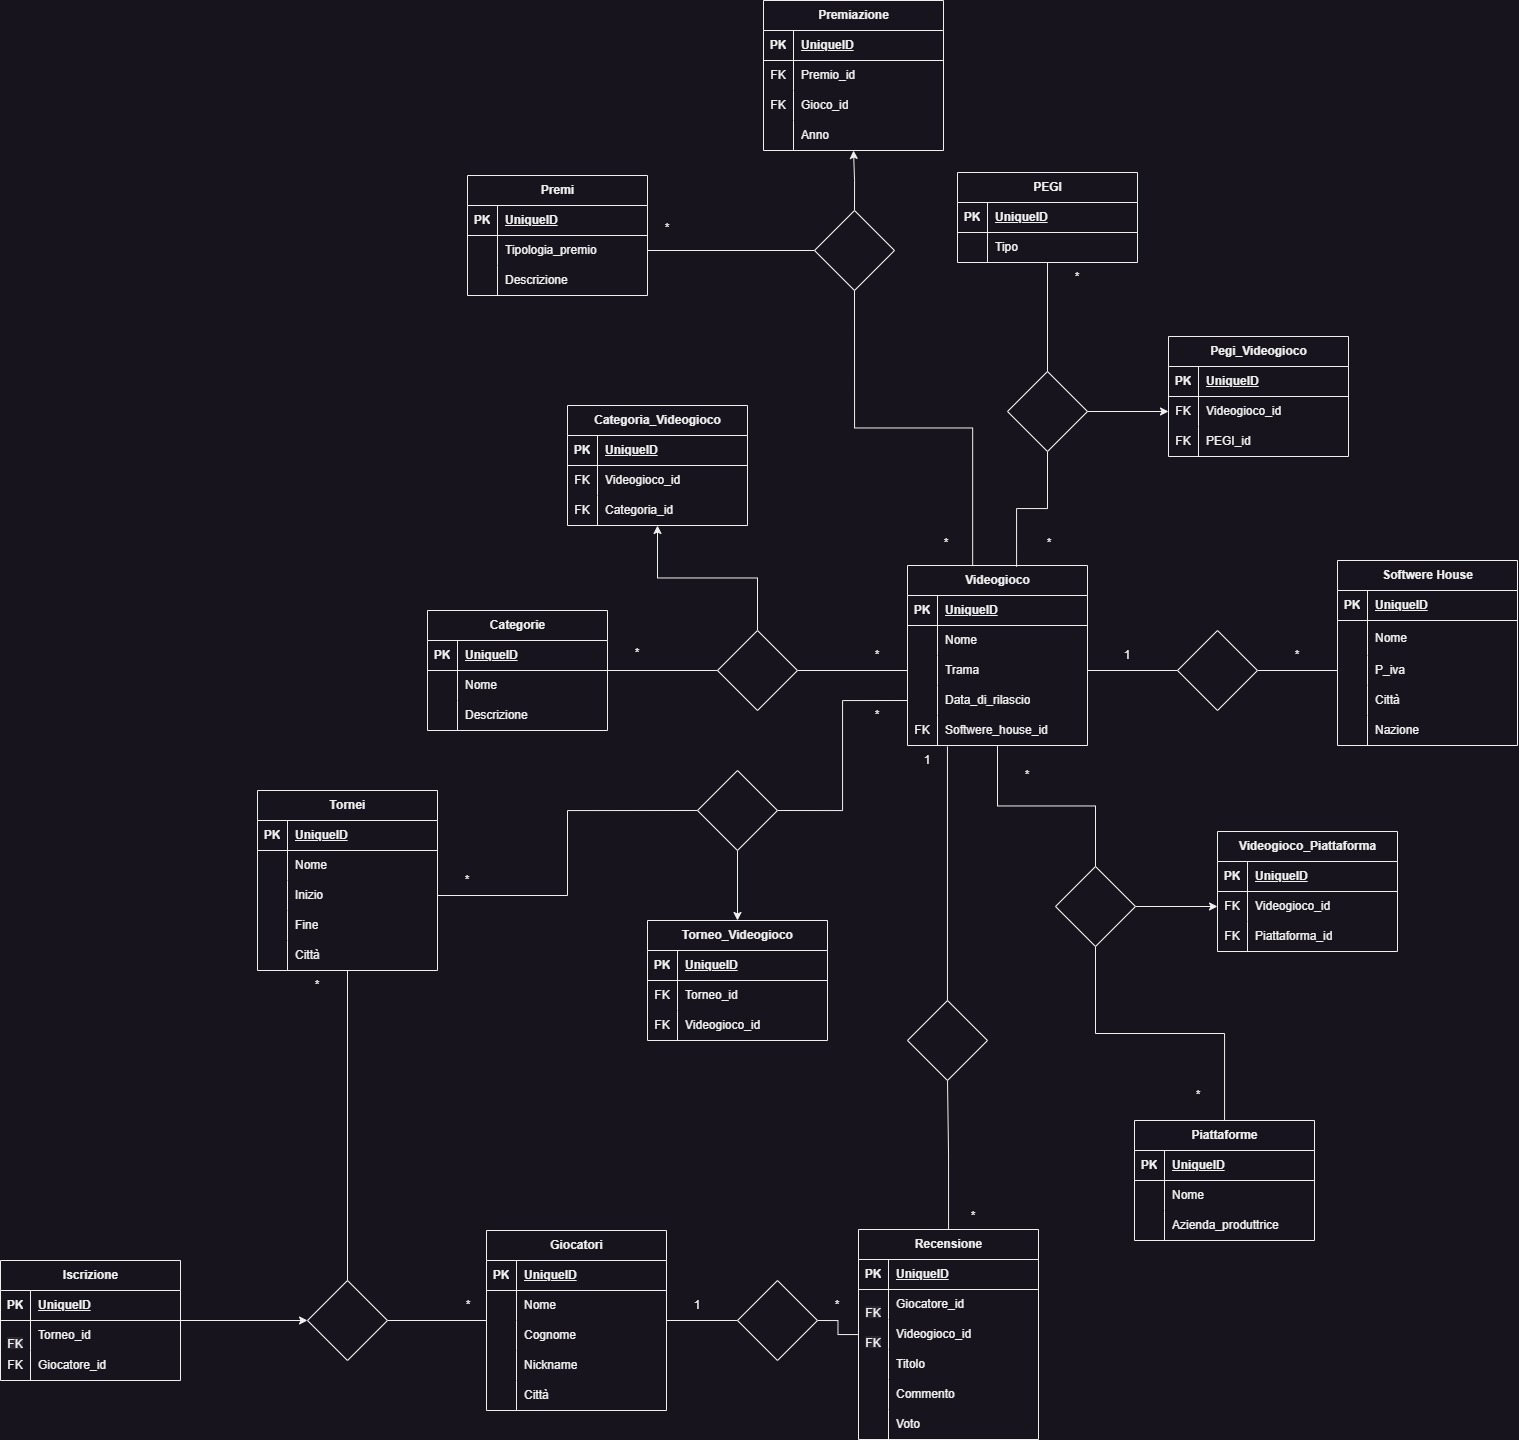 Premiazione
PK UniqueID
FK Premio_id
FK Gioco_id
Anno
Premi
PK UniqueID
Tipologia_premio
Descrizione
*
PEGI
PK UniqueID
Tipo
*
Pegi_Videogioco
PK UniqueID
FK Videogioco_id
FK PEGI_id
Categoria_Videogioco
PK UniqueID
FK Videogioco_id
FK Categoria_id
*
*
Categorie
PK UniqueID
Nome
Descrizione
*
*
Videogioco
PK UniqueID
Nome
Trama
Data_di_rilascio
FK Softwere_house_id
1
*
Softwere House
PK UniqueID
Nome
P_iva
Città
Nazione
*
1
*
Tornei
PK UniqueID
Nome
Inizio
Fine
Città
*
*
Torneo_Videogioco
PK UniqueID
FK Torneo_id
FK Videogioco_id
Videogioco_Piattaforma
PK UniqueID
FK Videogioco_id
FK Piattaforma_id
*
Piattaforme
PK UniqueID
Nome
Azienda_produttrice
Iscrizione
PK UniqueID
FK Torneo_id
FK Giocatore_id
*
Giocatori
PK UniqueID
Nome
Cognome
Nickname
Città
1
*
*
Recensione
PK UniqueID
FK Giocatore_id
FK Videogioco_id
Titolo
Commento
Voto